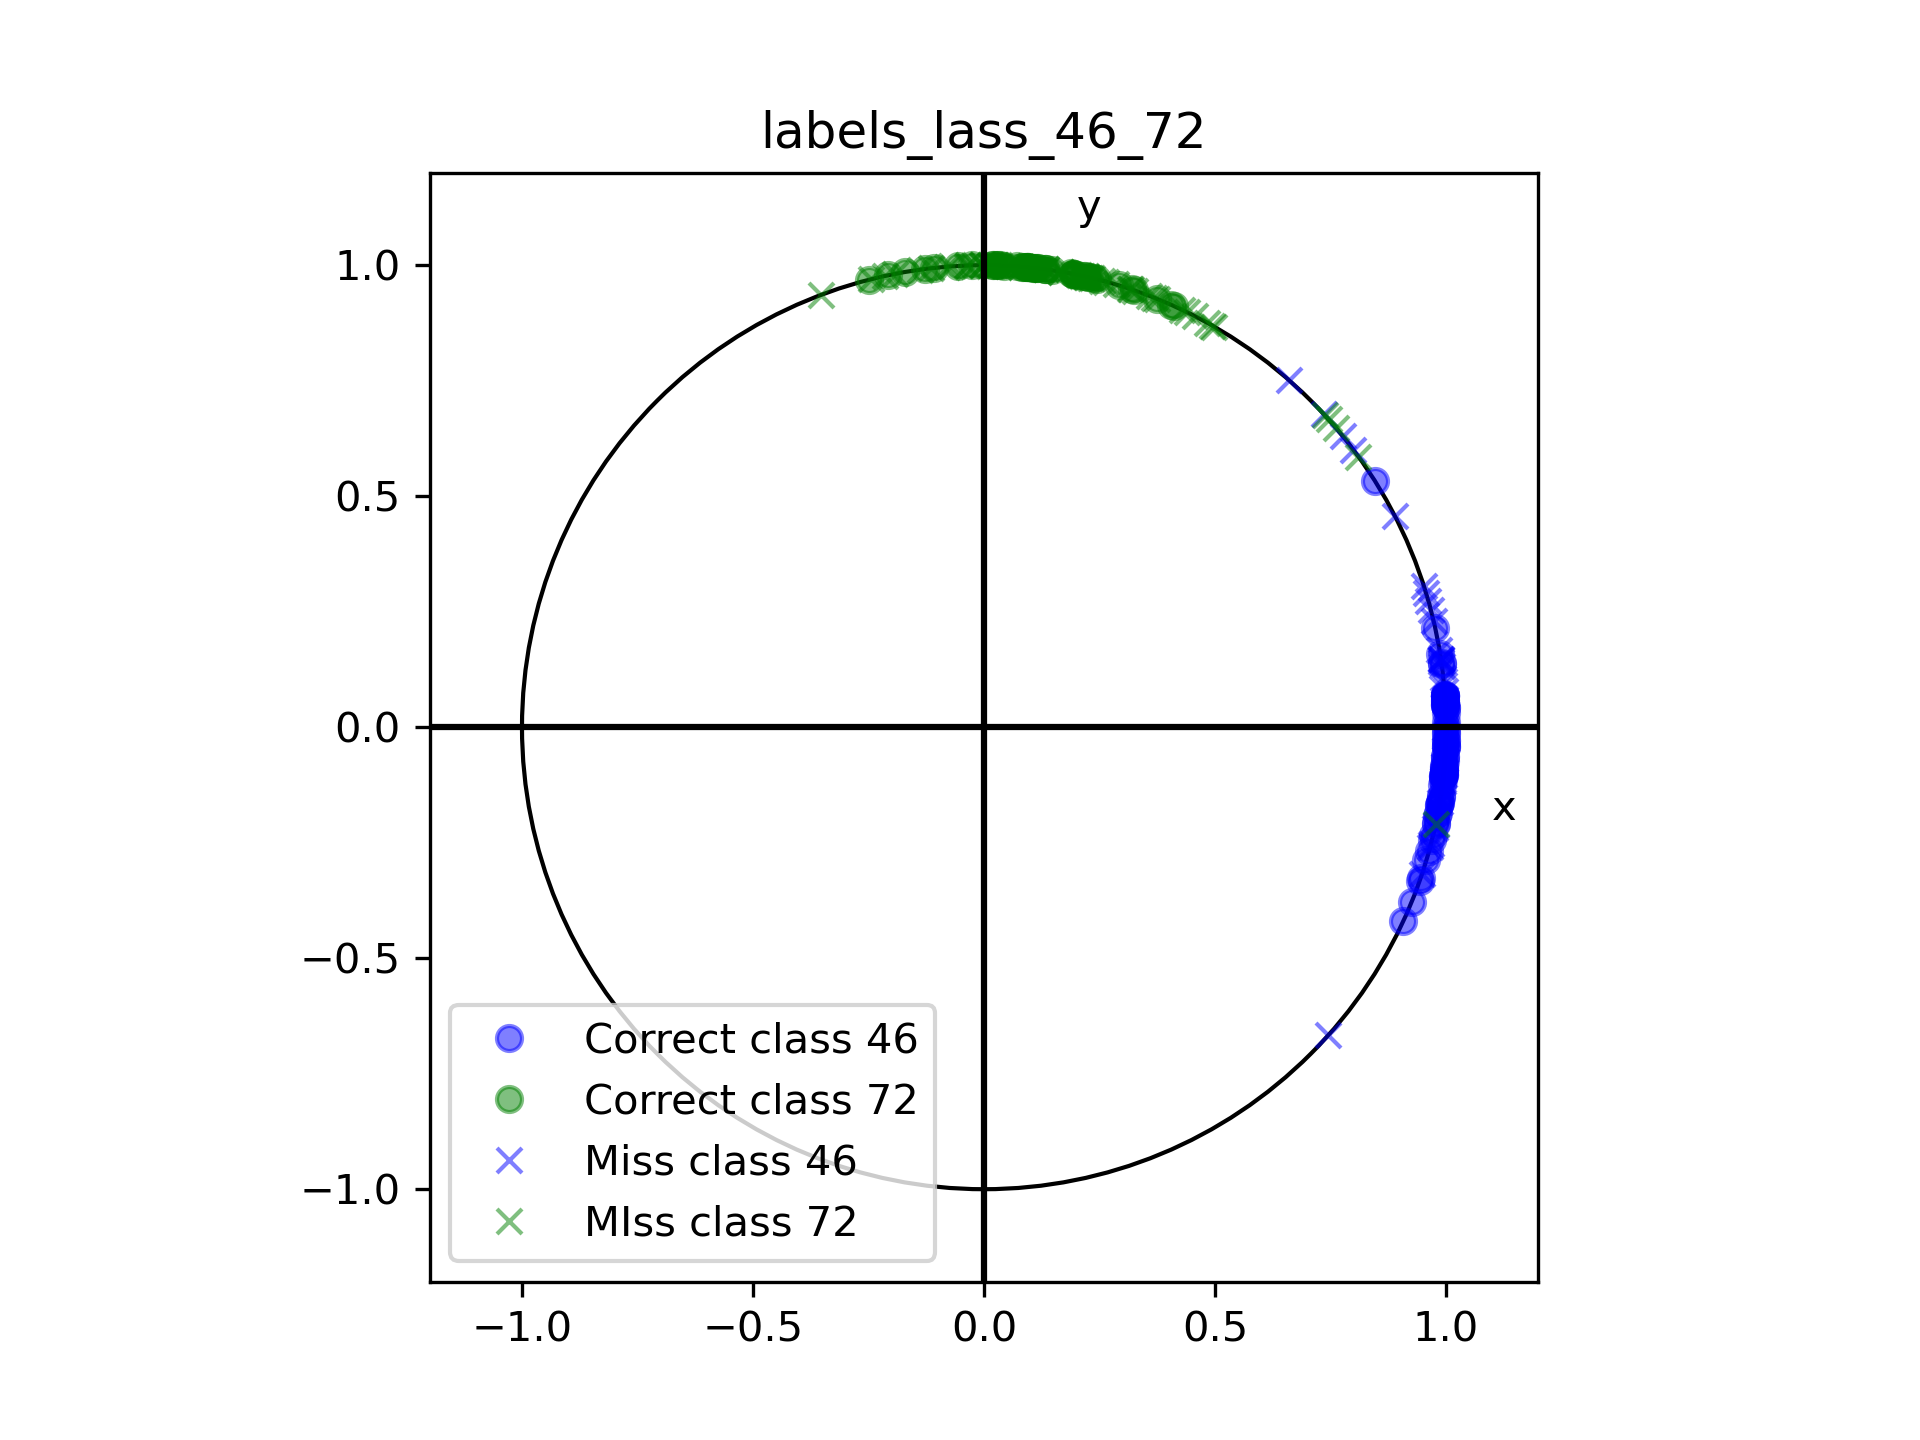 labels_lass_46_72
y
1.0
0.5
0.0
x
−0.5
−1.0
Correct class 46
Correct class 72
Miss class 46
MIss class 72
−1.0 −0.5 0.0 0.5 1.0